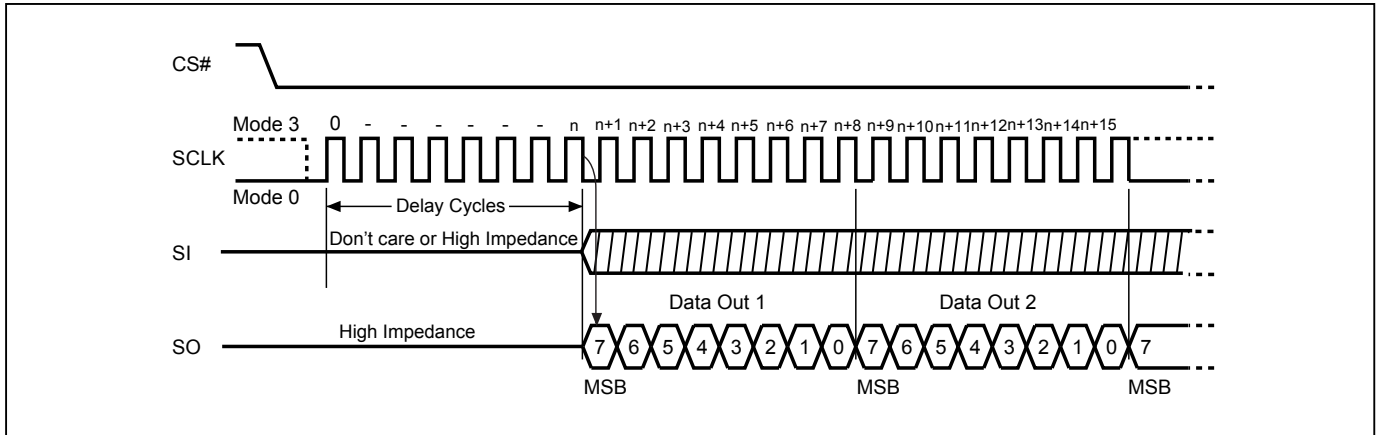 CS#
Mode 3 0 - - - - - - n n+1 n+2 n+3 n+4 n+5 n+6 n+7 n+8 n+9 n+10 n+11 n+12 n+13 n+14 n+15
SCLK
Mode 0
Delay Cycles
Don't care or High Impedance
SI
Data Out 1 Data Out 2
High Impedance
SO 7 6 5 4 3 2 1 0 7 6 5 4 3 2 1 0 7
MSB MSB MSB